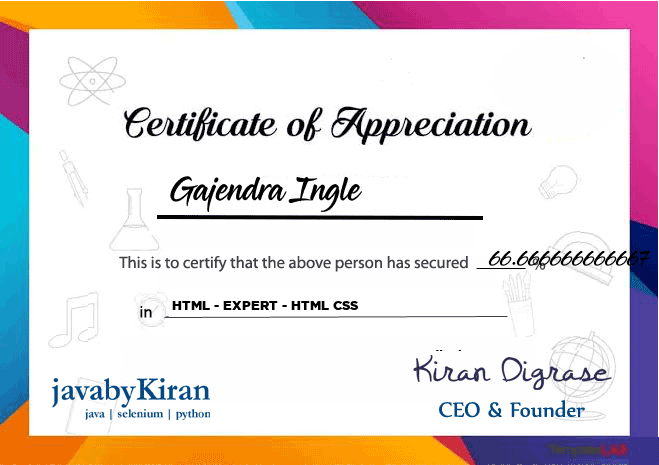 Certificate of Appreciation
Gajendra Ingle
This is to certify that the above person has secured 66.666666666667 %
in HTML - EXPERT - HTML CSS
Kiran Digrase
javabyKiran
CEO & Founder
java | selenium | python